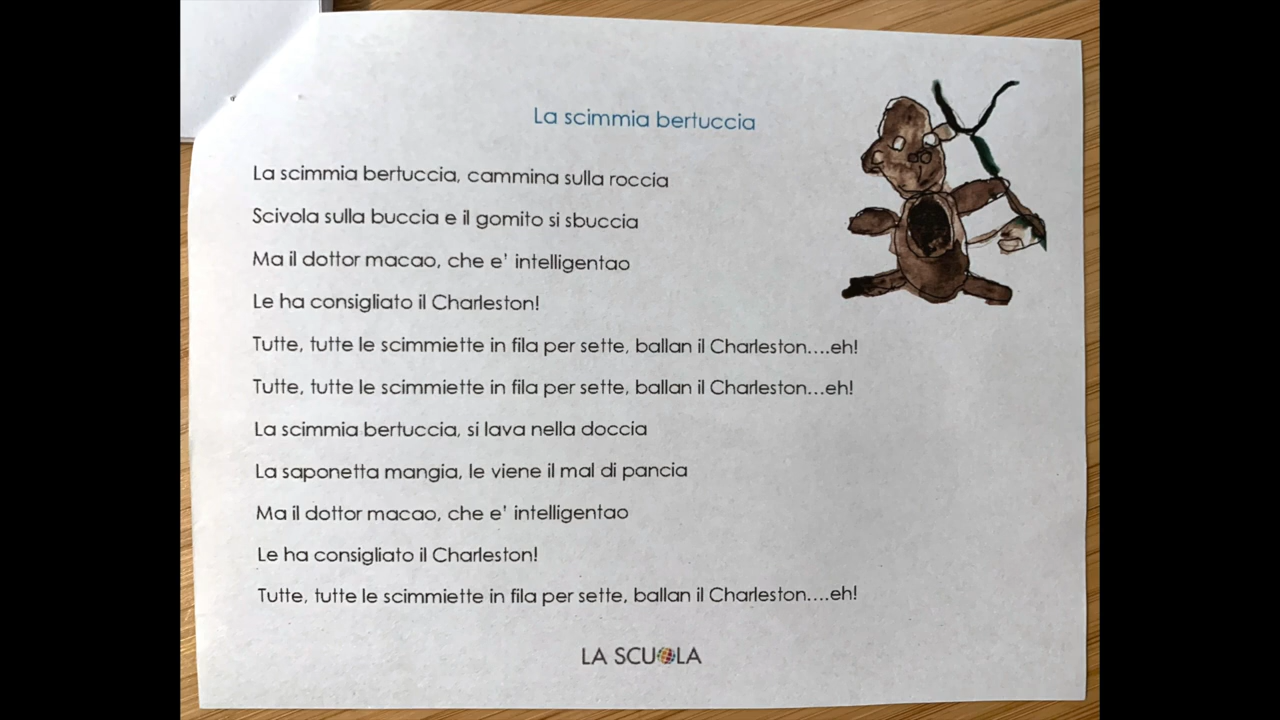 La scimmia bertuccia
La scimmia bertuccia, cammina sulla roccia
Scivola sulla buccia e il gomito si sbuccia
Ma il dottor macao, che e' intelligentao
Le ha consigliato il Charleston!
Tutte, tutte le scimmiette in fila per sette, ballan il Charleston....eh!
Tutte, tutte le scimmiette in fila per sette, ballan il Charleston...eh!
La scimmia bertuccia, si lava nella doccia
La saponetta mangia, le viene il mal di pancia
Ma il dottor macao, che e' intelligentao
Le ha consigliato il Charleston!
Tutte, tutte le scimmiette in fila per sette, ballan il Charleston....eh!
LA SCUOLA